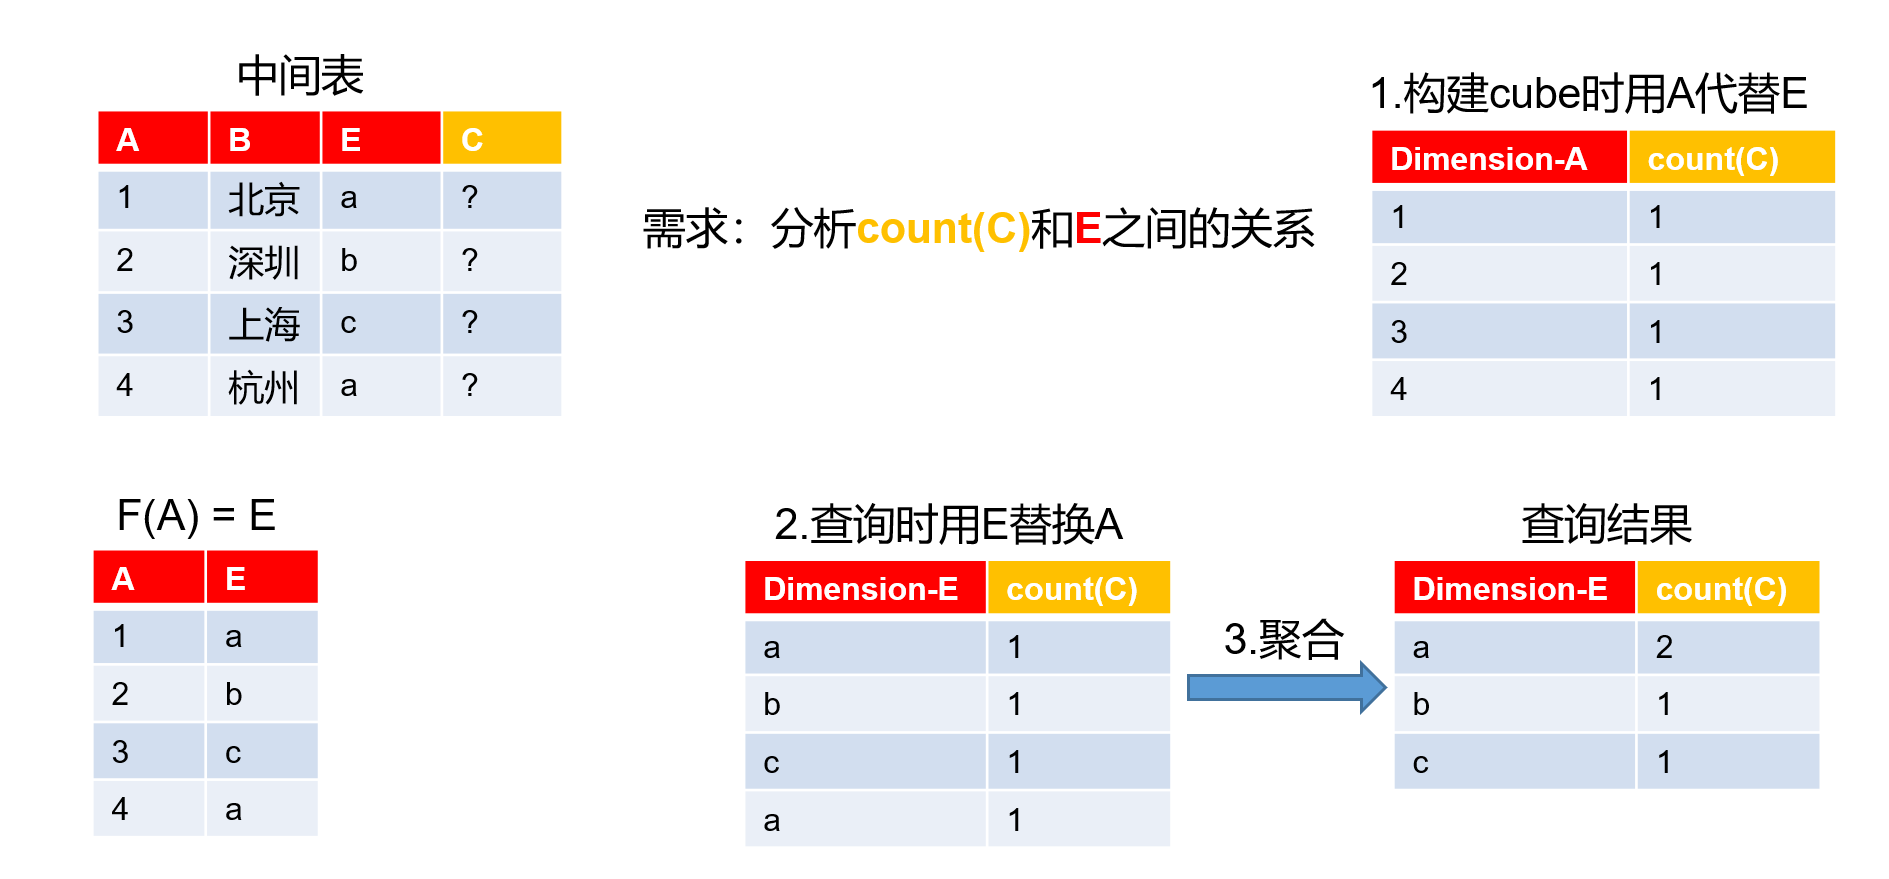 中间表
A B E C
1 北京 a ?
2 深圳 b ?
3 上海 c ?
4 杭州 a ?
需求：分析count(C)和E之间的关系
1.构建cube时用A代替E
Dimension-A count(C)
1 1
2 1
3 1
4 1
F(A) = E
A E
1 a
2 b
3 c
4 a
2.查询时用E替换A
Dimension-E count(C)
a 1
b 1
c 1
a 1
3.聚合
查询结果
Dimension-E count(C)
a 2
b 1
c 1